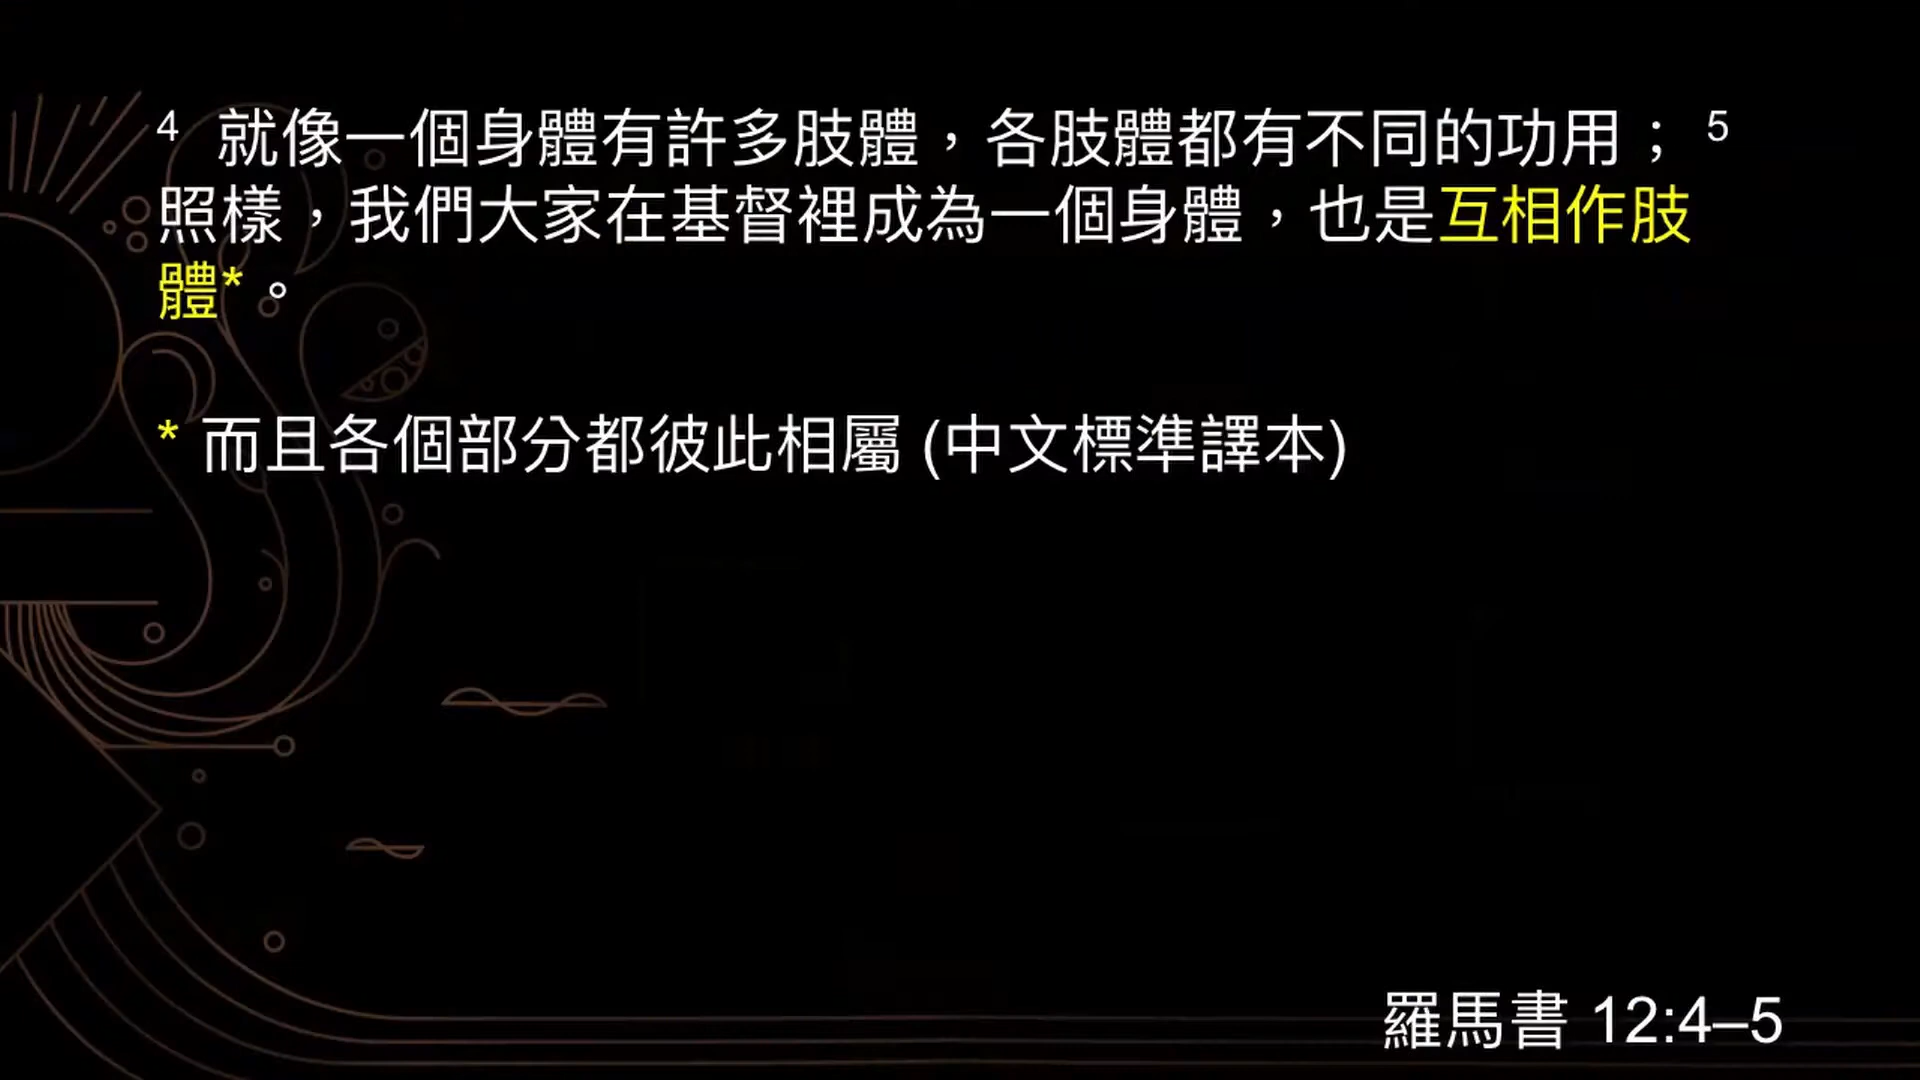 4 就像一個身體有許多肢體，各肢體都有不同的功用； 5
照樣，我們大家在基督裡成為一個身體，也是互相作肢
體*。
* 而且各個部分都彼此相屬 (中文標準譯本)
羅馬書 12:4–5